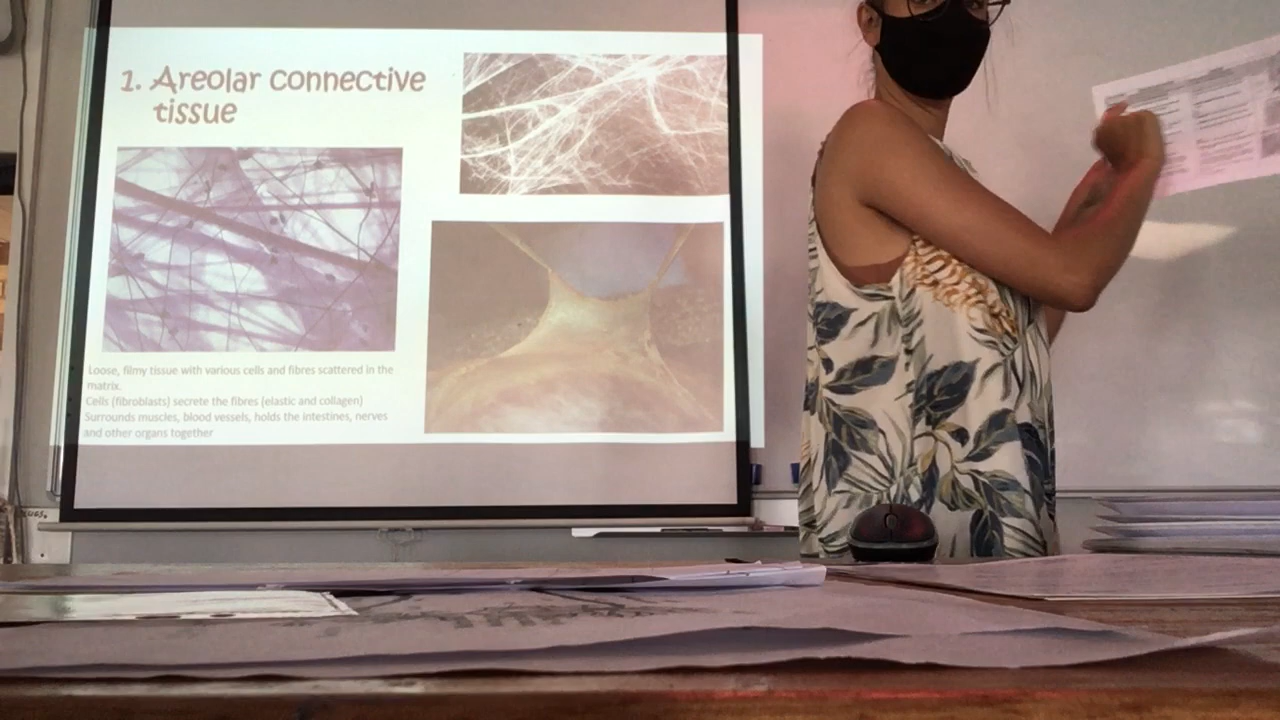 1. Areolar connective
tissue
Loose, filmy tissue with various cells and fibres scattered in the
matrix.
Cells (fibroblasts) secrete the fibres (elastic and collagen)
Surrounds muscles, blood vessels, holds the intestines, nerves
and other organs together